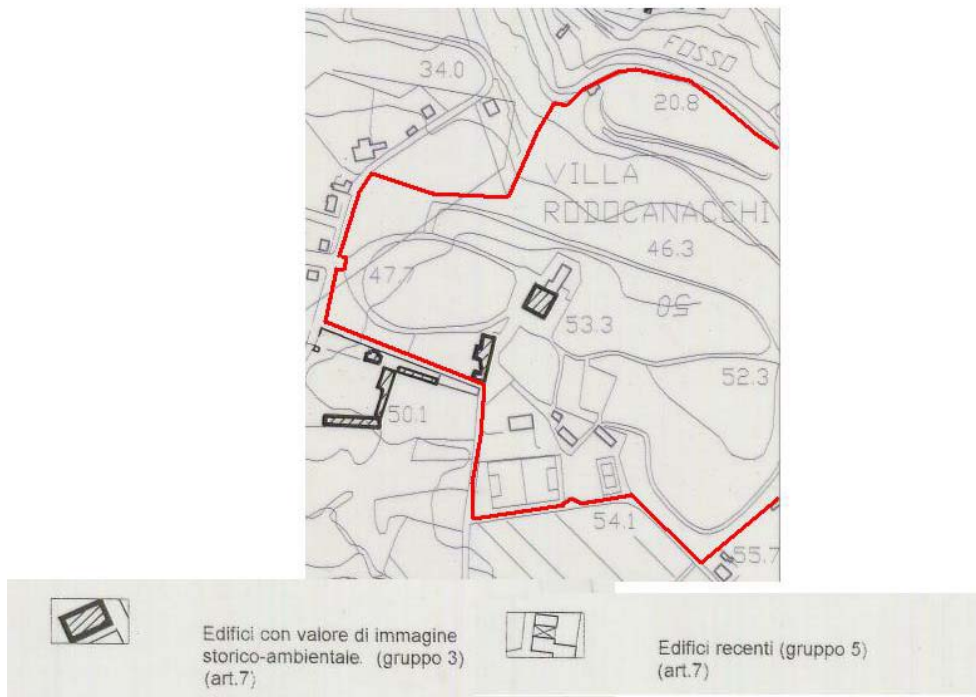 FOSSO
34.0
20.8
VILLA
RODOCANACCHI
46.3
47.7
50
53.3
52.3
50.1
54.1
55.7
Edifici con valore di immagine
storico-ambientale. (gruppo 3)
(art.7)
Edifici recenti (gruppo 5)
(art.7)